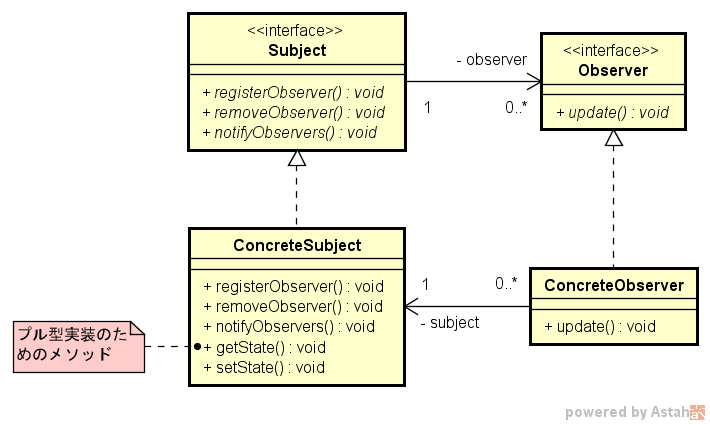 <<interface>>
Subject
+ registerObserver() : void
+ removeObserver() : void
+ notifyObservers() : void
- observer
1
0..*
<<interface>>
Observer
+ update() : void
ConcreteSubject
+ registerObserver() : void
+ removeObserver() : void
+ notifyObservers() : void
+ getState() : void
+ setState() : void
1
0..*
- subject
ConcreteObserver
+ update() : void
プル型実装のた
めのメソッド
powered by Astah